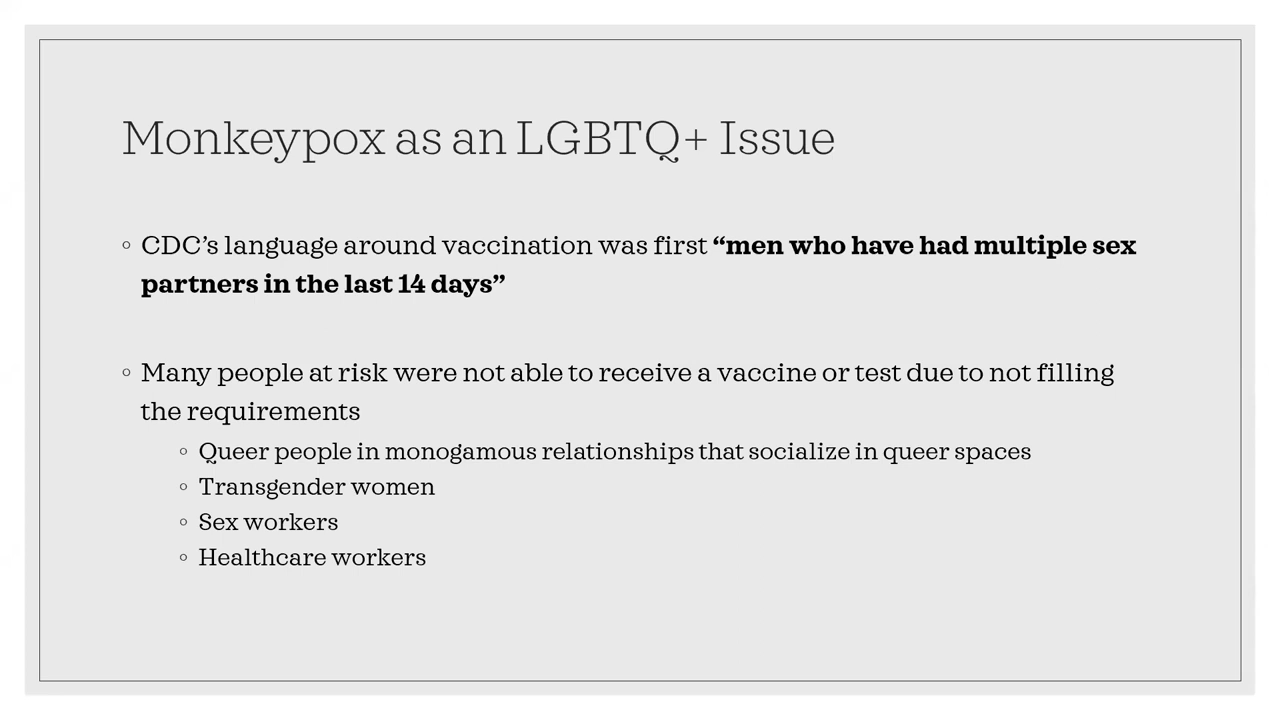 Monkeypox as an LGBTQ+ Issue
◦ CDC’s language around vaccination was first “men who have had multiple sex
partners in the last 14 days”
◦ Many people at risk were not able to receive a vaccine or test due to not filling
the requirements
◦ Queer people in monogamous relationships that socialize in queer spaces
◦ Transgender women
◦ Sex workers
◦ Healthcare workers